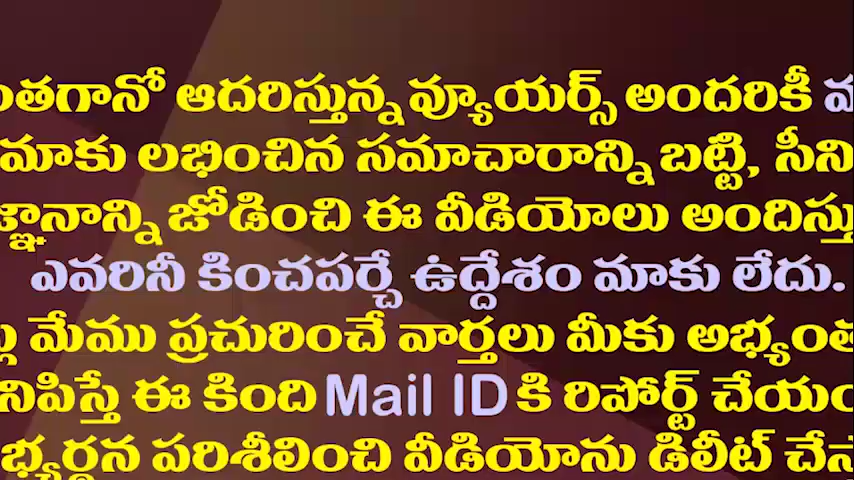 ంతగానో ఆదరిస్తున్న వ్యూయర్స్ అందరికీ
మాకు లభించిన సమాచారాన్ని బట్టి, సీని
జ్ఞానాన్ని జోడించి ఈ వీడియోలు అందిస్తు
ఎవరినీ కించపర్చే ఉద్దేశం మాకు లేదు.
మేము ప్రచురించే వార్తలు మీకు అభ్యంత
నిపిస్తే ఈ కింది Mail ID కి రిపోర్ట్ చేయం
భ్యర్థన పరిశీలించి వీడియోను డిలీట్ చేస